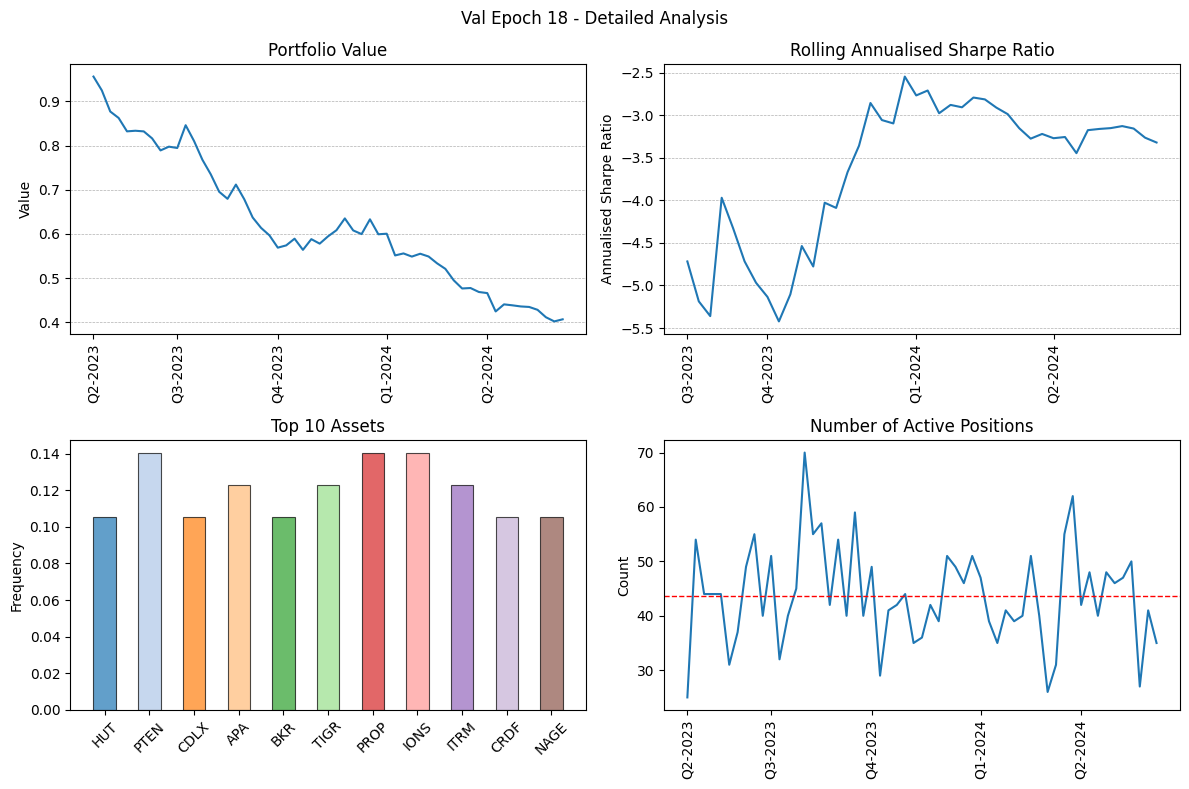 Val Epoch 18 - Detailed Analysis
Portfolio Value
Value
0.9
0.8
0.7
0.6
0.5
0.4
Q2-2023
Q3-2023
Q4-2023
Q1-2024
Q2-2024
Rolling Annualised Sharpe Ratio
Annualised Sharpe Ratio
−2.5
−3.0
−3.5
−4.0
−4.5
−5.0
−5.5
Q3-2023
Q4-2023
Q1-2024
Q2-2024
Top 10 Assets
Frequency
0.14
0.12
0.10
0.08
0.06
0.04
0.02
0.00
HUT
PTEN
CDLX
APA
BKR
TIGR
PROP
IONS
ITRM
CRDF
NAGE
Number of Active Positions
Count
70
60
50
40
30
Q2-2023
Q3-2023
Q4-2023
Q1-2024
Q2-2024